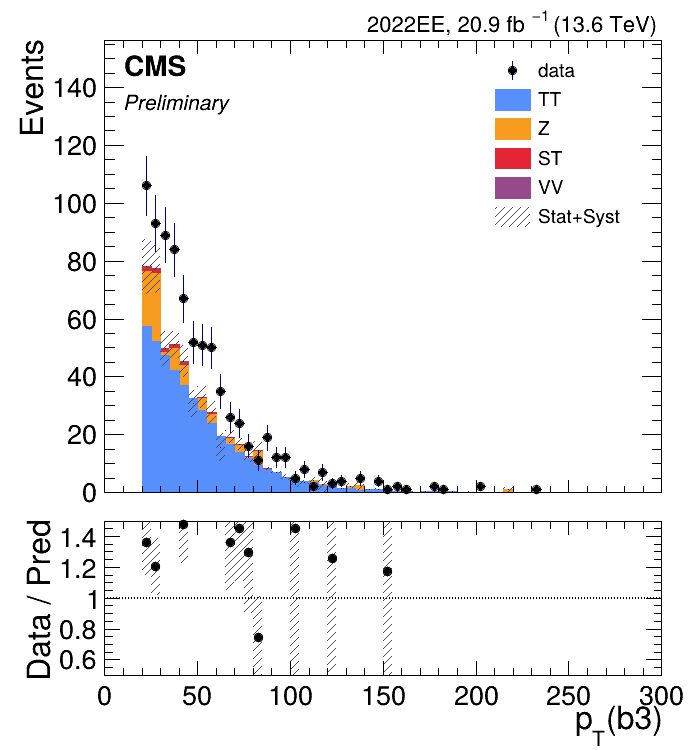 2022EE, 20.9 fb⁻¹ (13.6 TeV)
CMS
Preliminary
Events
data
TT
Z
ST
VV
Stat+Syst
140
120
100
80
60
40
20
0
Data / Pred
1.4
1.2
1
0.8
0.6
0 50 100 150 200 250 300
p_T(b3)